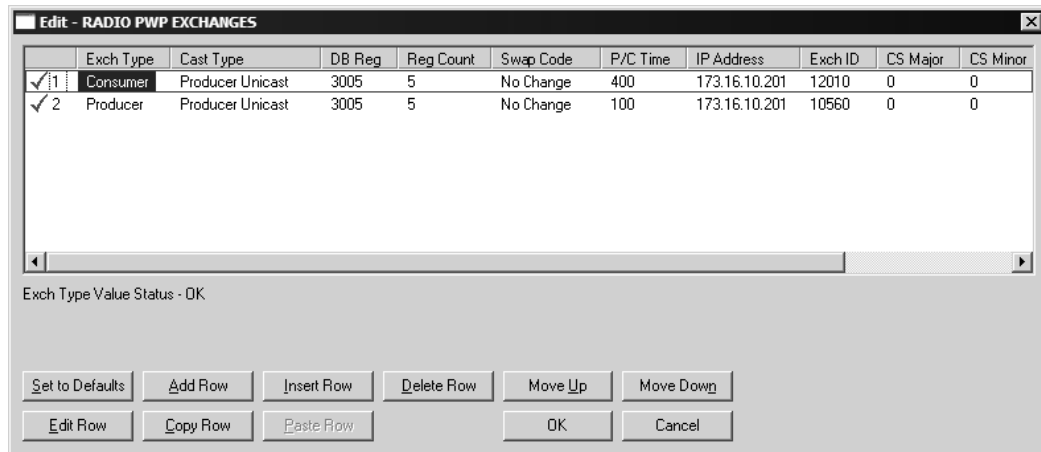 Edit - RADIO PWP EXCHANGES
Exch Type Cast Type DB Reg Reg Count Swap Code P/C Time IP Address Exch ID CS Major CS Minor
1 Consumer Producer Unicast 3005 5 No Change 400 173.16.10.201 12010 0 0
2 Producer Producer Unicast 3005 5 No Change 100 173.16.10.201 10560 0 0
Exch Type Value Status - OK
Set to Defaults Add Row Insert Row Delete Row Move Up Move Down
Edit Row Copy Row Paste Row OK Cancel